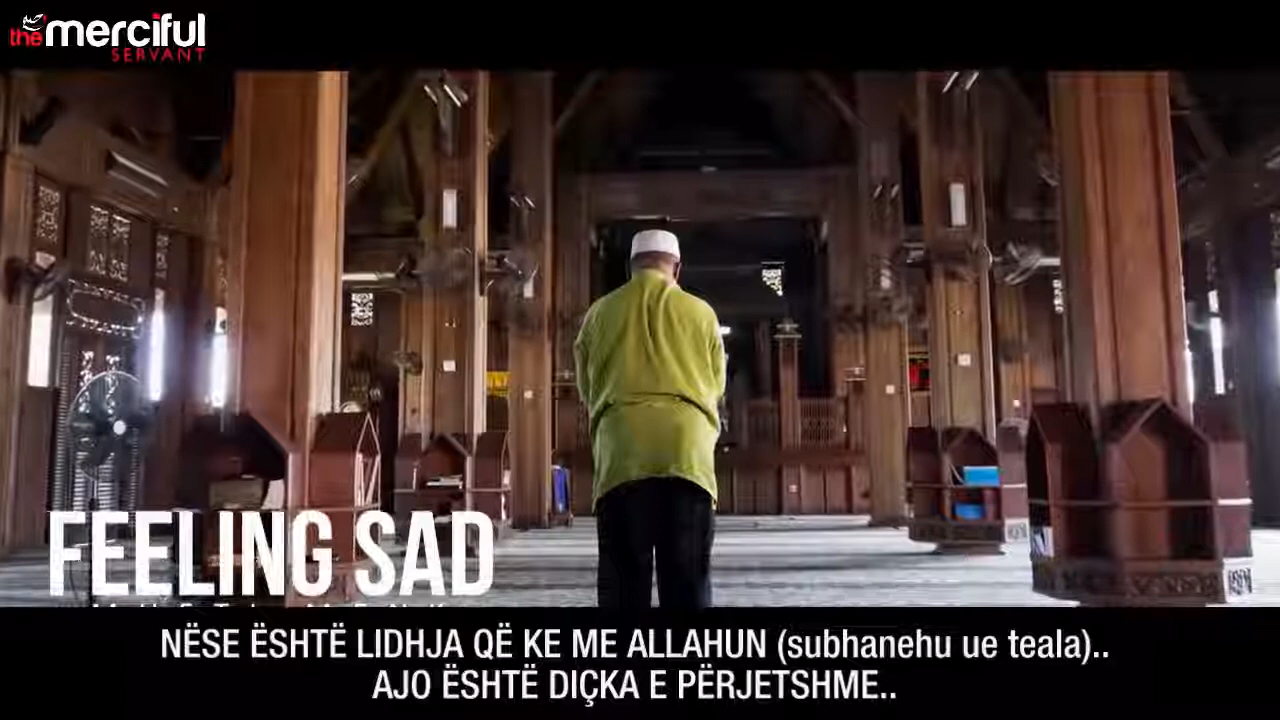 the merciful
SERVANT
FEELING SAD
NËSE ËSHTË LIDHJA QË KE ME ALLAHUN (subhanehu ue teala)..
AJO ËSHTË DIÇKA E PËRJETSHME..